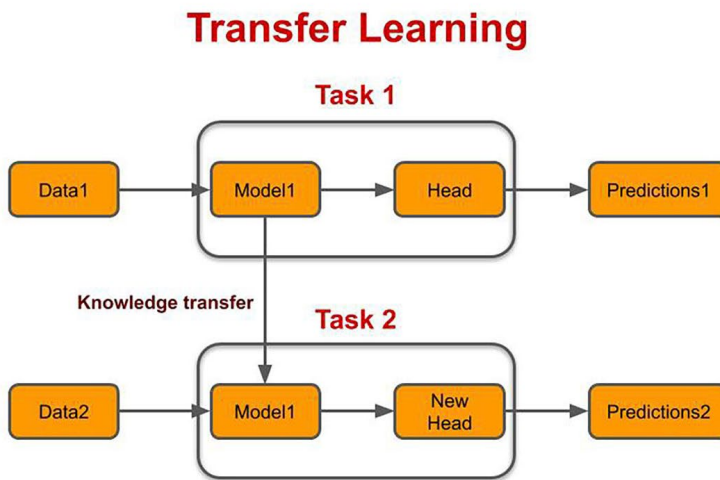 Transfer Learning
Task 1
Data1
Model1
Head
Predictions1
Knowledge transfer
Task 2
Data2
Model1
New
Head
Predictions2